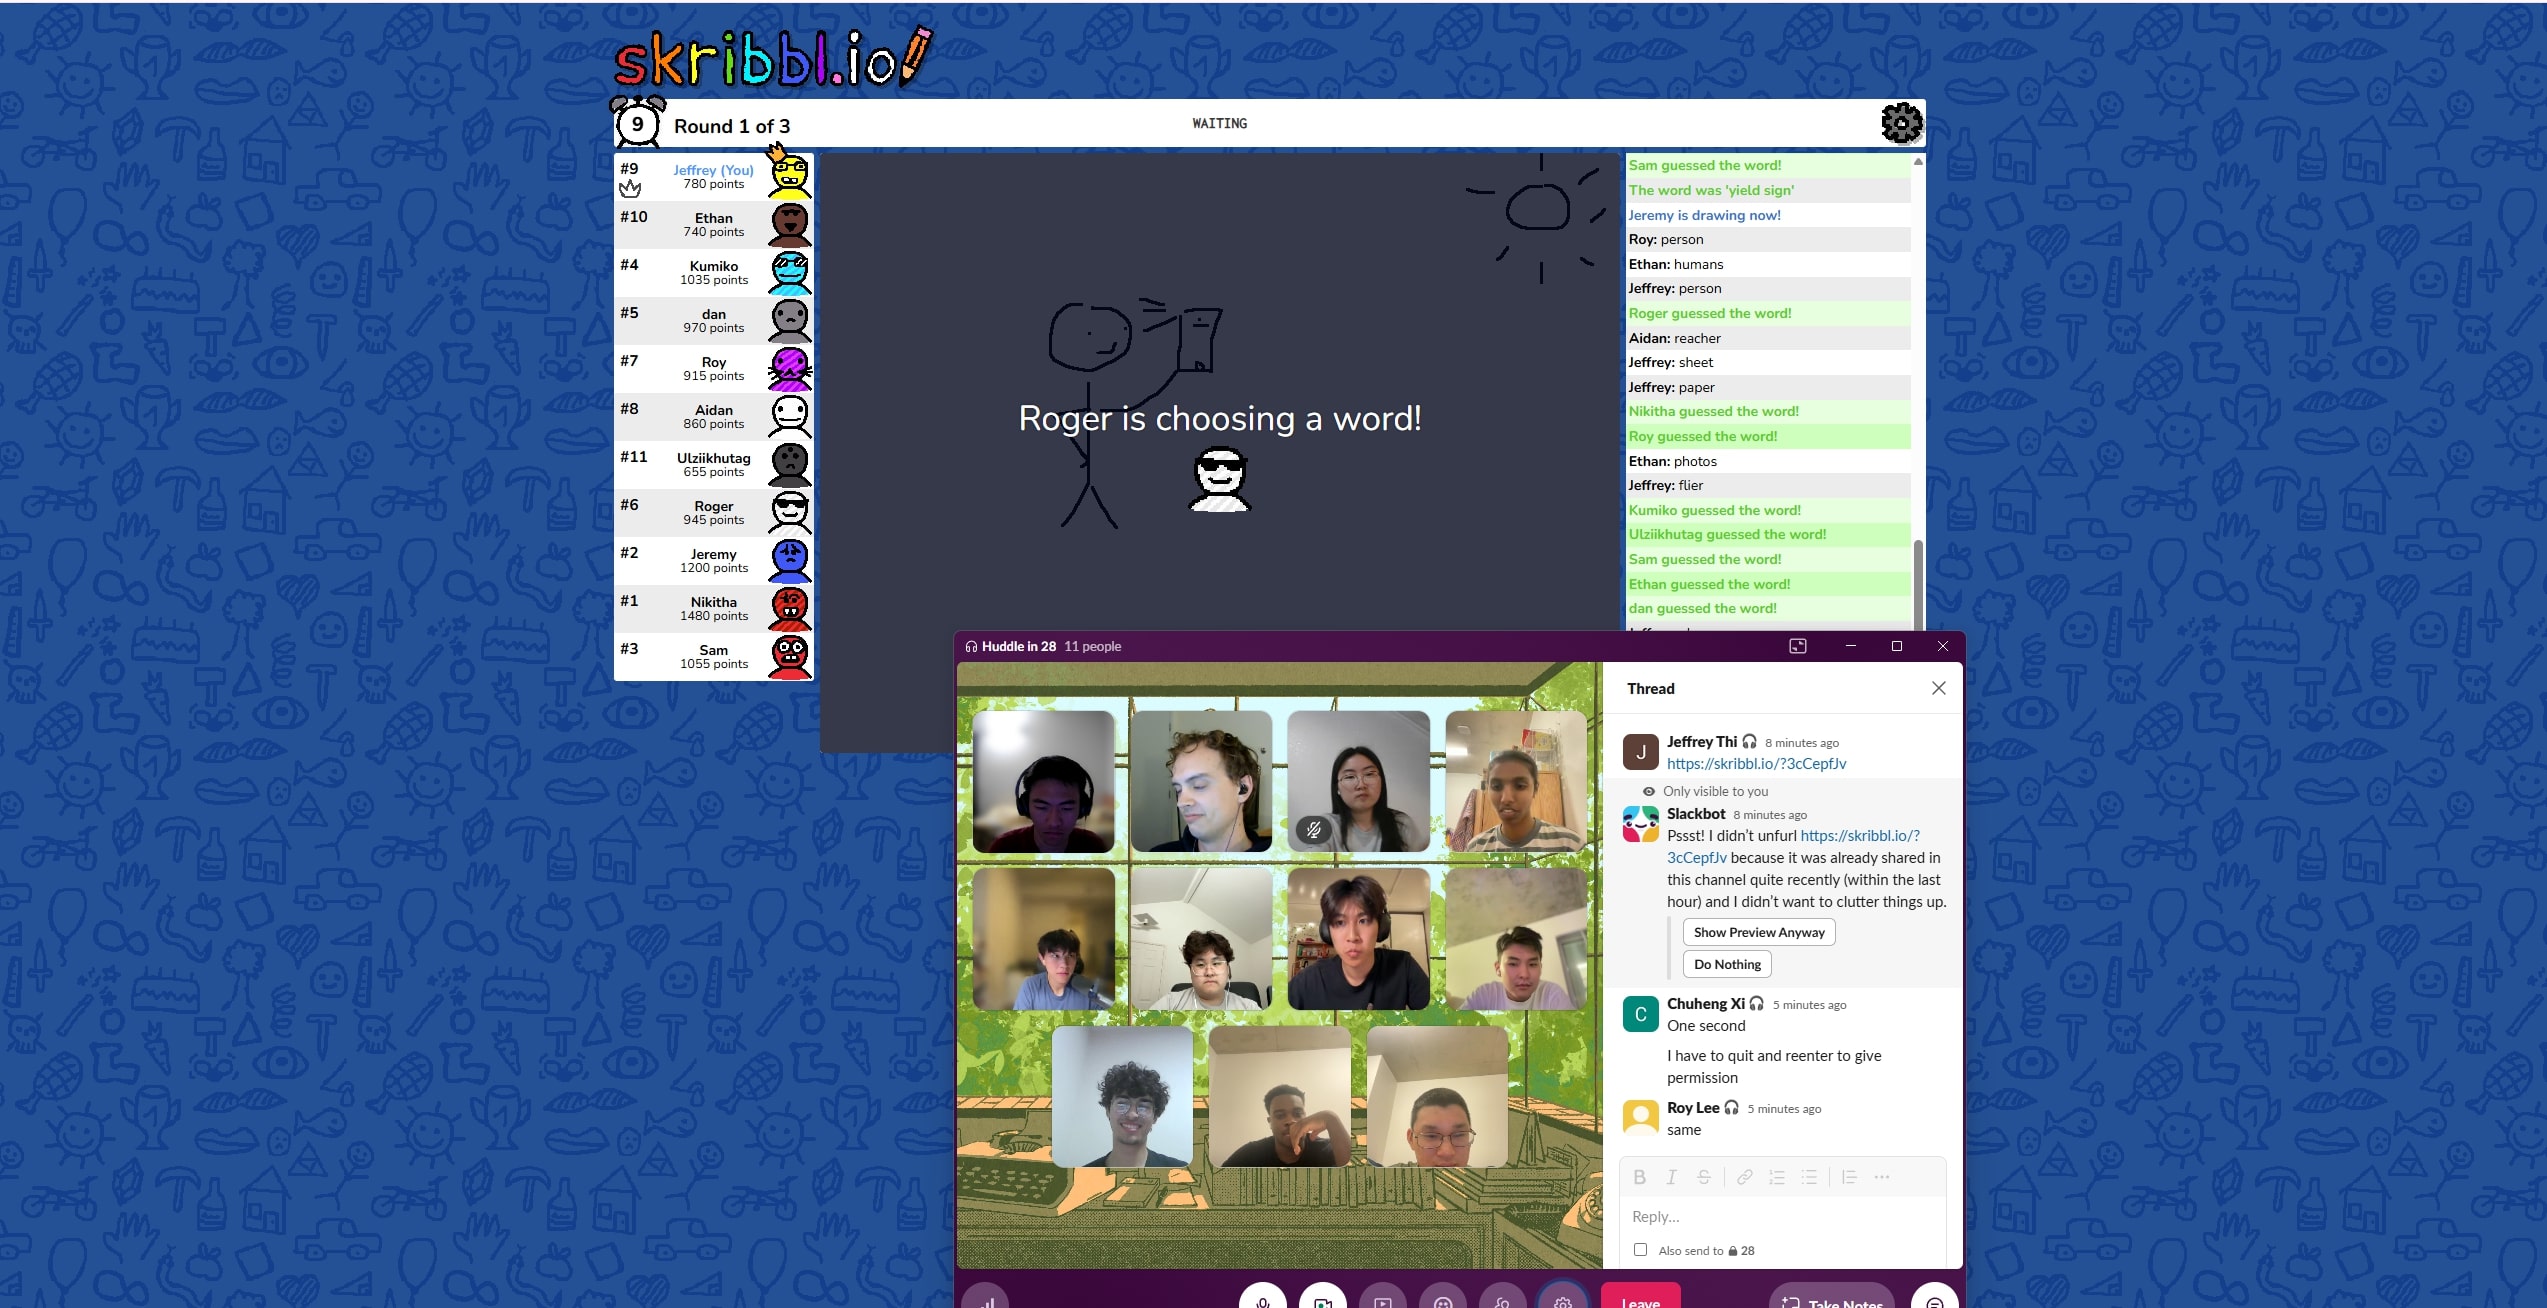 skribbl.io
9
Round 1 of 3
WAITING
#9
Jeffrey (You)
780 points
#10
Ethan
740 points
#4
Kumiko
1035 points
#5
dan
970 points
#7
Roy
915 points
#8
Aidan
860 points
#11
Ulziikhutag
655 points
#6
Roger
945 points
#2
Jeremy
1200 points
#1
Nikitha
1480 points
#3
Sam
1055 points
Roger is choosing a word!
Sam guessed the word!
The word was 'yield sign'
Jeremy is drawing now!
Roy: person
Ethan: humans
Jeffrey: person
Roger guessed the word!
Aidan: reacher
Jeffrey: sheet
Jeffrey: paper
Nikitha guessed the word!
Roy guessed the word!
Ethan: photos
Jeffrey: flier
Kumiko guessed the word!
Ulziikhutag guessed the word!
Sam guessed the word!
Ethan guessed the word!
dan guessed the word!
Huddle in 28 11 people
Thread
J
Jeffrey Thi 8 minutes ago
https://skribbl.io/?3cCepfJv
Only visible to you
Slackbot 8 minutes ago
Pssst! I didn't unfurl https://skribbl.io/?
3cCepfJv because it was already shared in
this channel quite recently (within the last
hour) and I didn't want to clutter things up.
Show Preview Anyway
Do Nothing
C
Chuheng Xi 5 minutes ago
One second
I have to quit and reenter to give
permission
Roy Lee 5 minutes ago
same
B I S
Reply...
Also send to 28
Leave
Take Notes